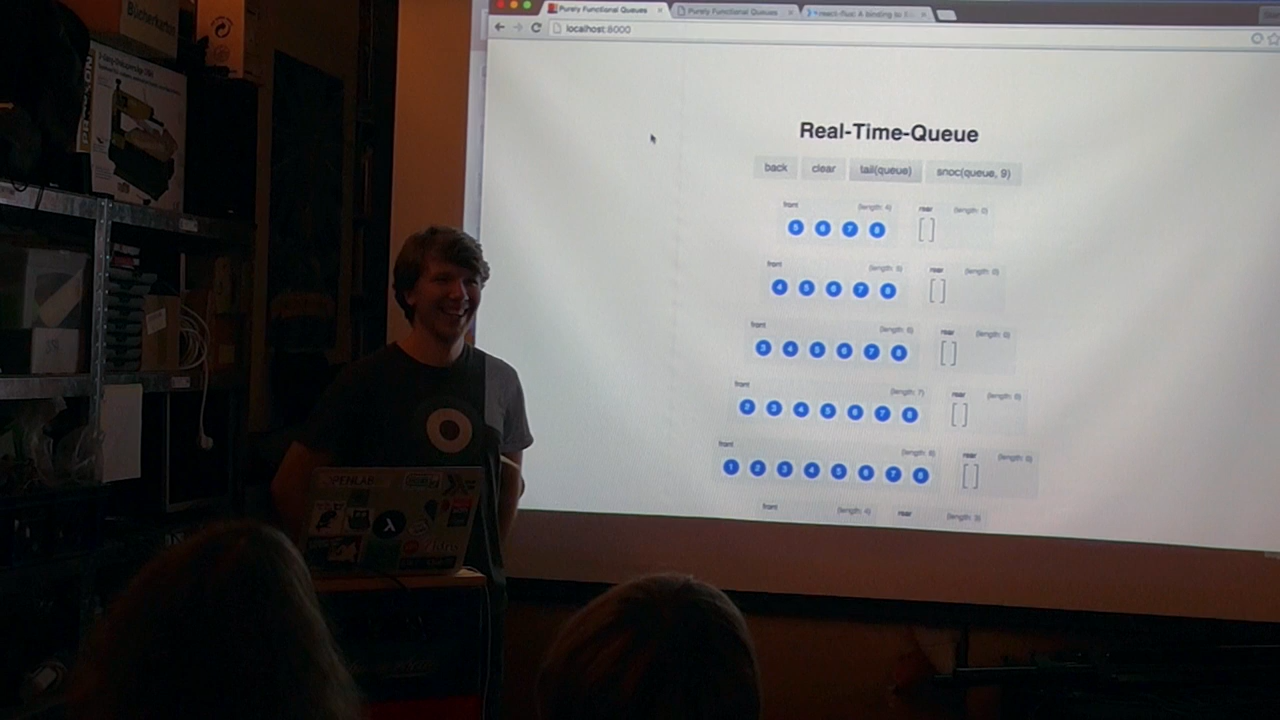 Purely Functional Queues
Purely Functional Queues
localhost:8000
Bücherkarton
Real-Time-Queue
back
clear
tail(queue)
snoc(queue, 9)
front (length: 4) rear (length: 0)
5 6 7 8 [ ]
front (length: 5) rear (length: 0)
4 5 6 7 8 [ ]
front (length: 6) rear (length: 0)
3 4 5 6 7 8 [ ]
front (length: 7) rear (length: 0)
2 3 4 5 6 7 8 [ ]
front (length: 8) rear (length: 0)
1 2 3 4 5 6 7 8 [ ]
front (length: 4) rear (length: 3)
PENLAB
λ